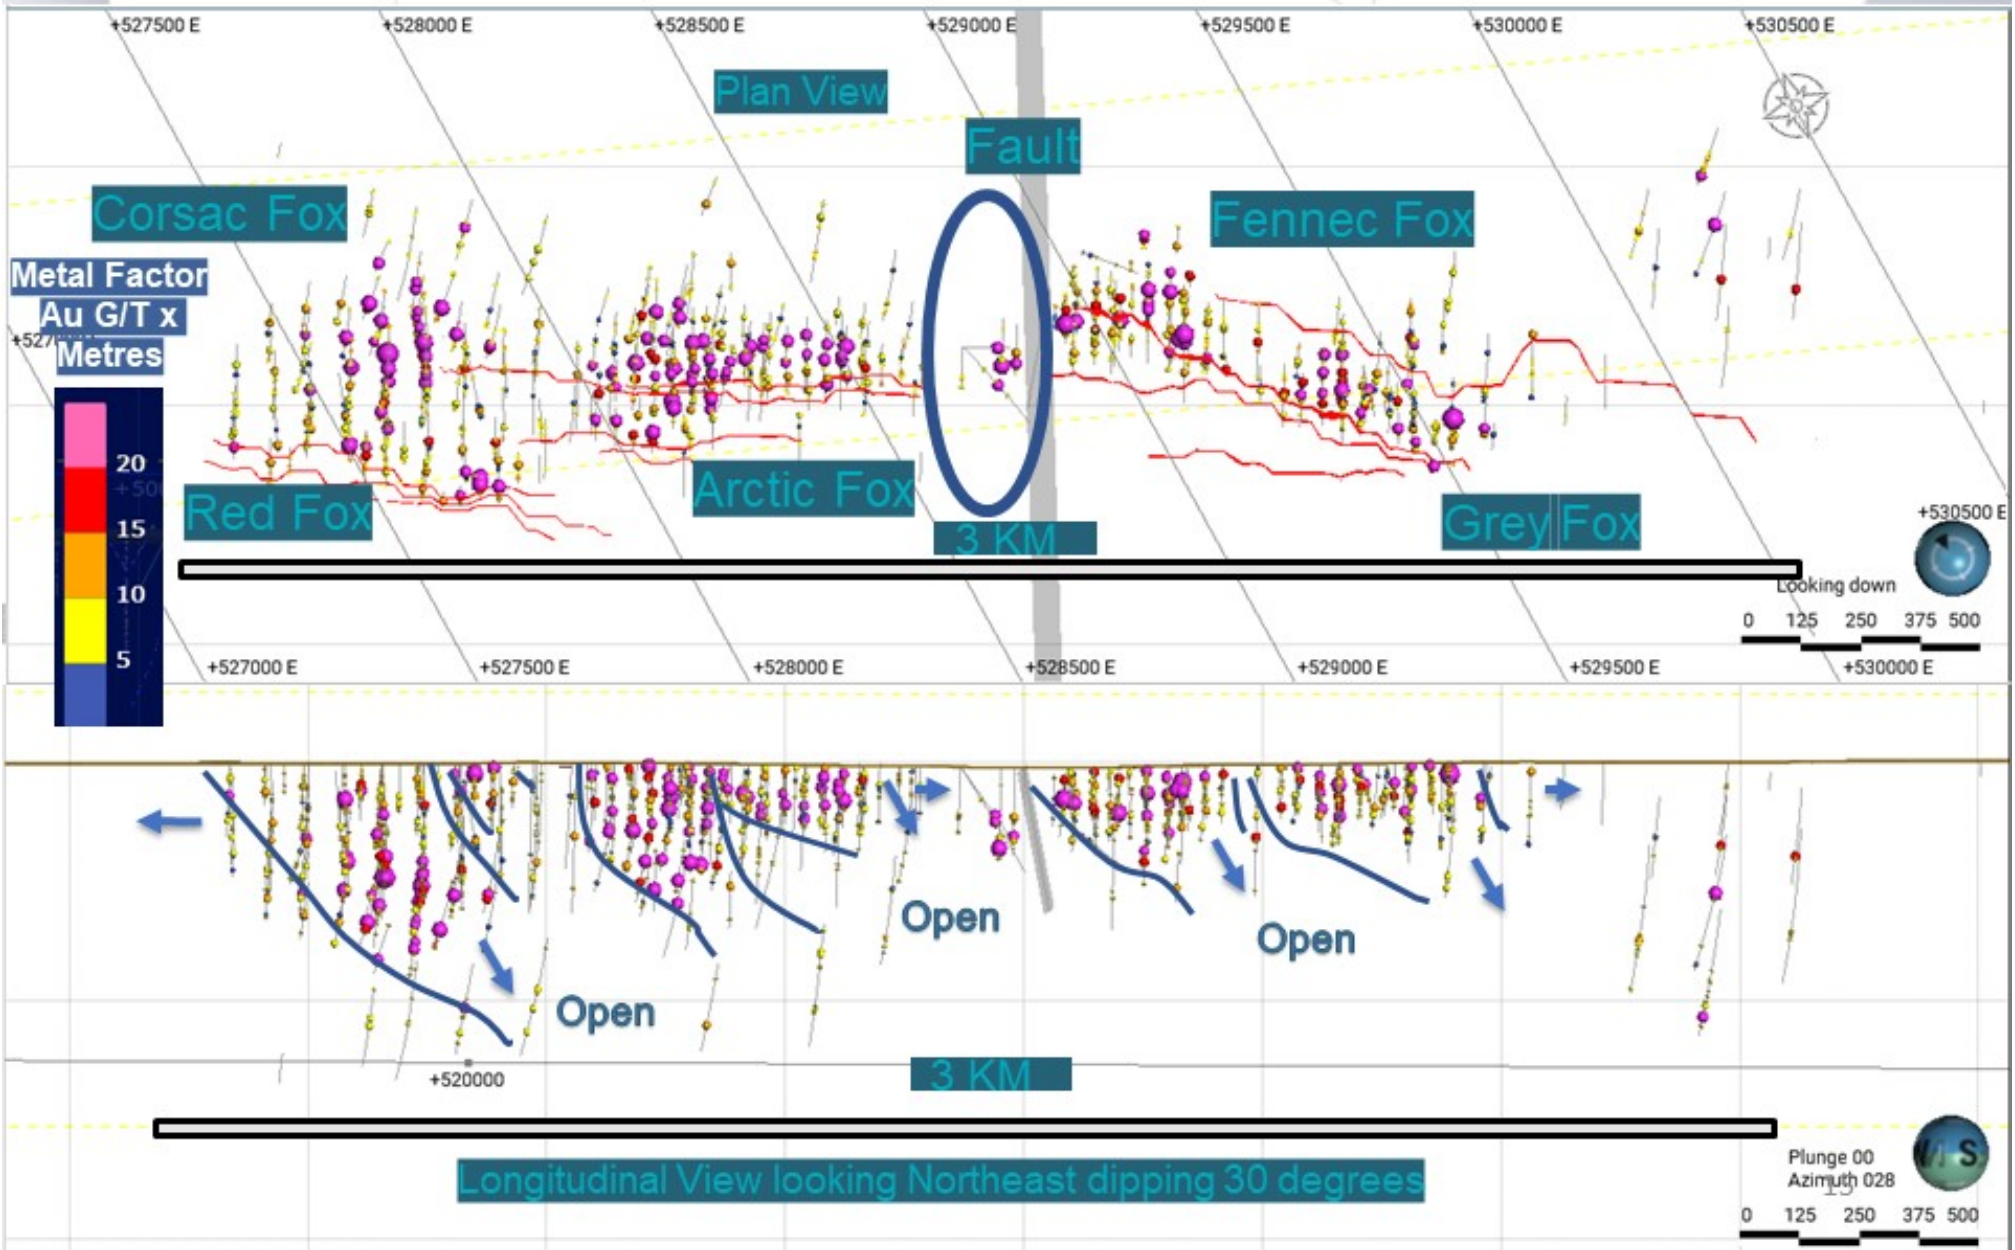 +527500 E
+528000 E
+528500 E
+529000 E
+529500 E
+530000 E
+530500 E
Plan View
Fault
Corsac Fox
Fennec Fox
Metal Factor
Au G/T x
Metres
20
15
10
5
Red Fox
Arctic Fox
Grey Fox
3 KM
+530500 E
Looking down
0 125 250 375 500
+527000 E
+527500 E
+528000 E
+528500 E
+529000 E
+529500 E
+530000 E
Open
Open
Open
+520000
3 KM
Longitudinal View looking Northeast dipping 30 degrees
S
Plunge 00
Azimuth 028
0 125 250 375 500